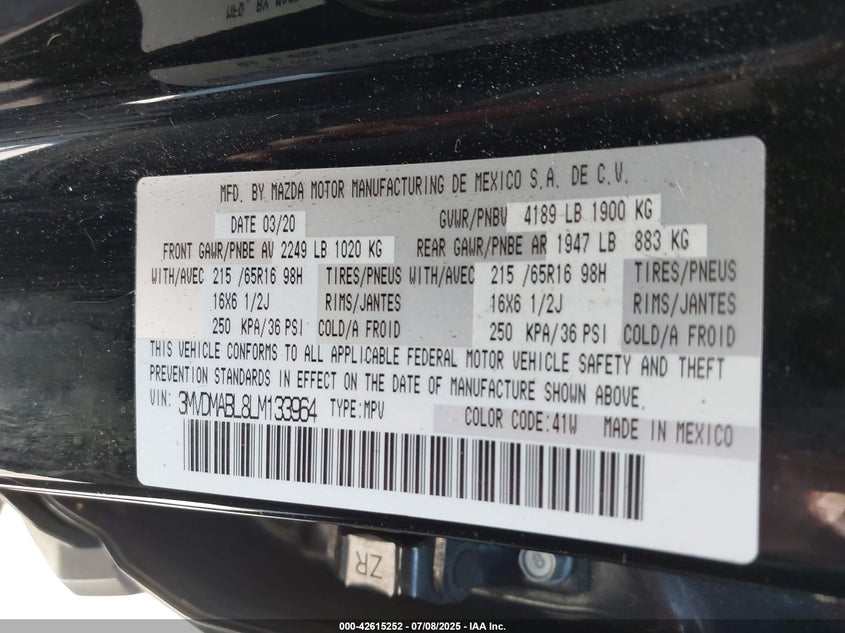 MFD. BY MAZDA MOTOR MANUFACTURING DE MEXICO S.A. DE C.V.
DATE 03/20 GVWR/PNBV 4189 LB 1900 KG
FRONT GAWR/PNBE AV 2249 LB 1020 KG REAR GAWR/PNBE AR 1947 LB 883 KG
WITH/AVEC 215 /65R16 98H TIRES/PNEUS WITH/AVEC 215 /65R16 98H TIRES/PNEUS
16X6 1/2J RIMS/JANTES 16X6 1/2J RIMS/JANTES
250 KPA/36 PSI COLD/A FROID 250 KPA/36 PSI COLD/A FROID
THIS VEHICLE CONFORMS TO ALL APPLICABLE FEDERAL MOTOR VEHICLE SAFETY AND THEFT
PREVENTION STANDARDS IN EFFECT ON THE DATE OF MANUFACTURE SHOWN ABOVE.
VIN: 3MVDMABL8LM133964 TYPE:MPV COLOR CODE:41W MADE IN MEXICO
ZR
8
000-42615252 - 07/08/2025 - IAA Inc.